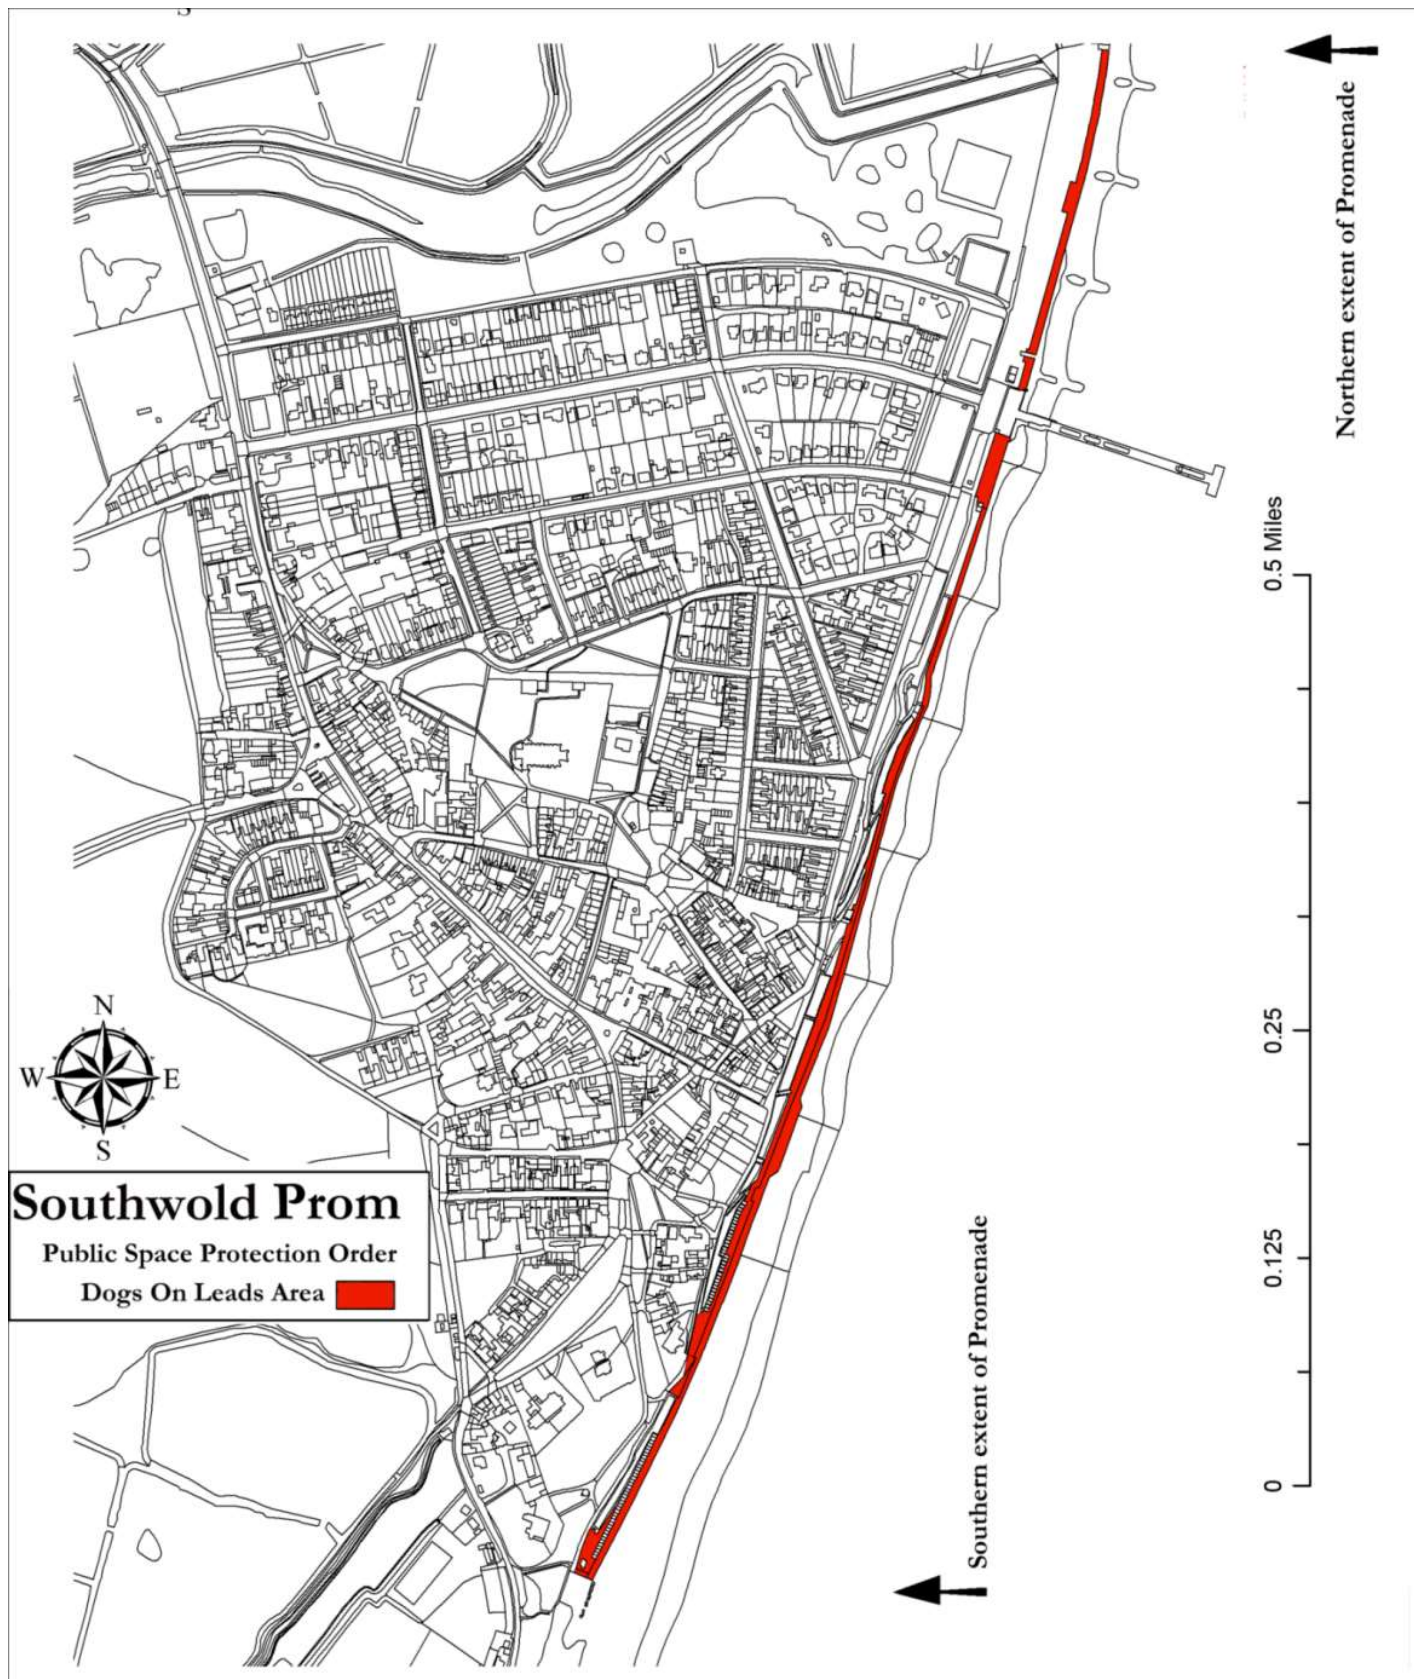 s
Northern extent of Promenade
0.5 Miles
0.25
0.125
0
N
W E
S
Southwold Prom
Public Space Protection Order
Dogs On Leads Area
Southern extent of Promenade